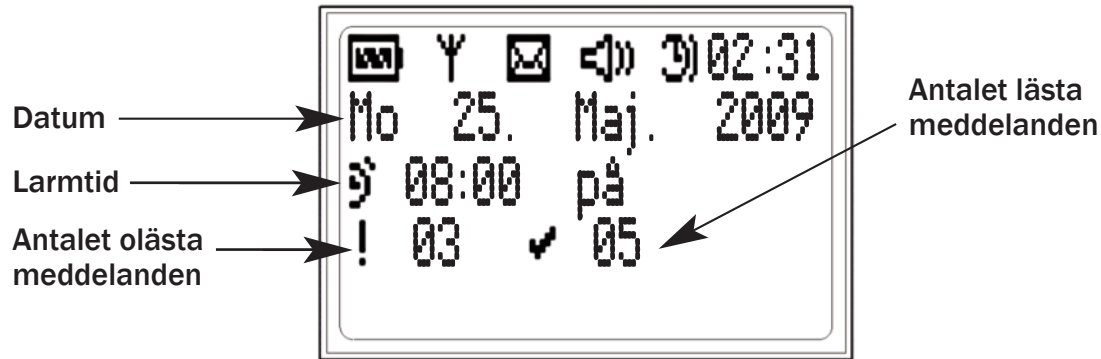 02:31
Datum
Mo 25. Maj. 2009
Antalet lästa
meddelanden
Larmtid
08:00 på
Antalet olästa
meddelanden
! 03 ✔ 05